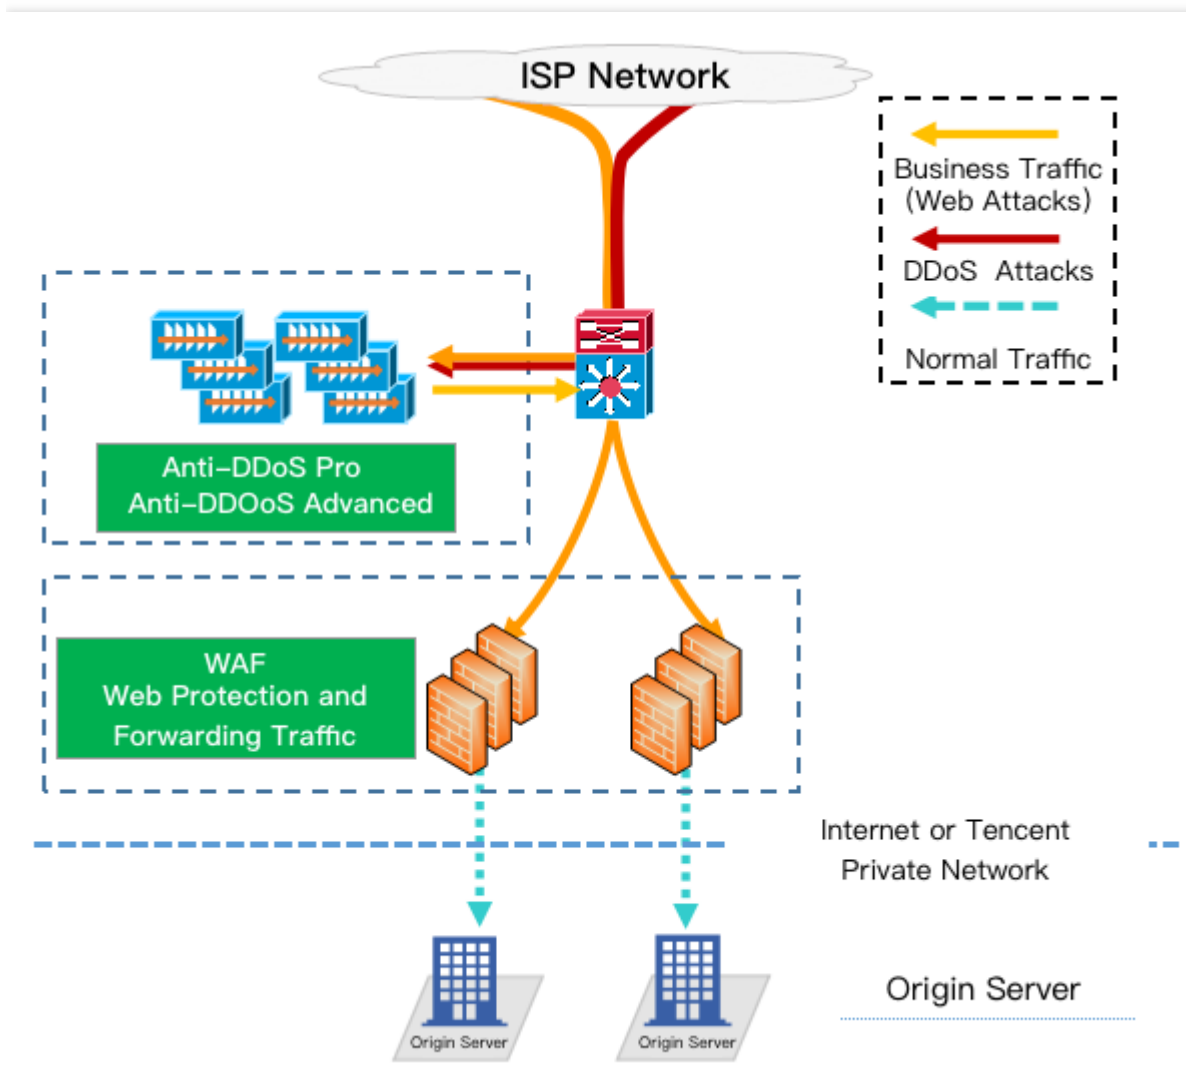 ISP Network
Business Traffic
(Web Attacks)
DDoS Attacks
Normal Traffic
Anti-DDoS Pro
Anti-DDOoS Advanced
WAF
Web Protection and
Forwarding Traffic
Internet or Tencent
Private Network
Origin Server
Origin Server
Origin Server